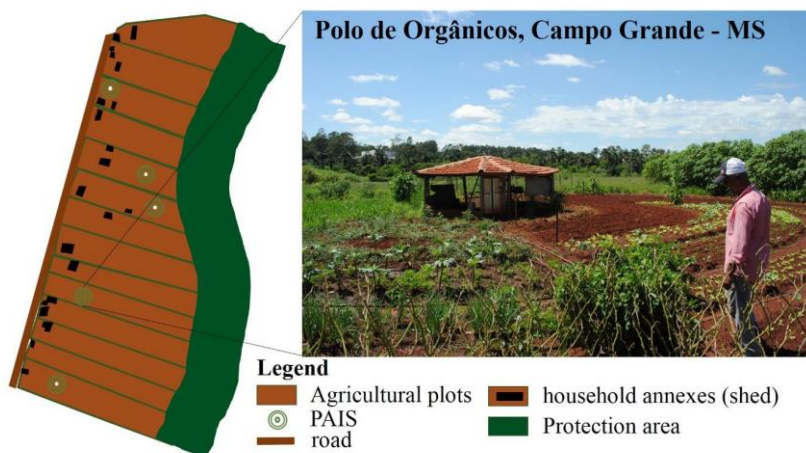 Polo de Orgânicos, Campo Grande - MS
Legend
Agricultural plots
PAIS
road
household annexes (shed)
Protection area